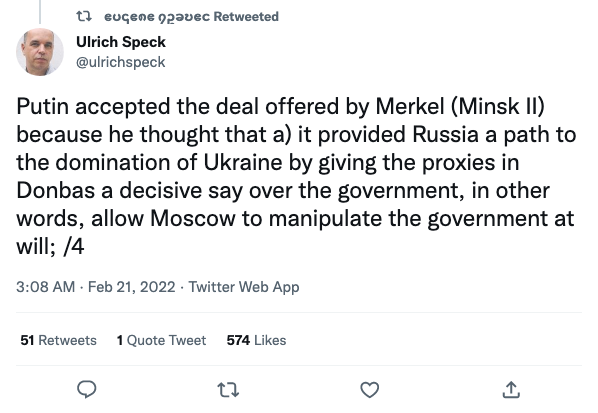 Retweeted
Ulrich Speck
@ulrichspeck
Putin accepted the deal offered by Merkel (Minsk II)
because he thought that a) it provided Russia a path to
the domination of Ukraine by giving the proxies in
Donbas a decisive say over the government, in other
words, allow Moscow to manipulate the government at
will; /4
3:08 AM · Feb 21, 2022 · Twitter Web App
51 Retweets 1 Quote Tweet 574 Likes